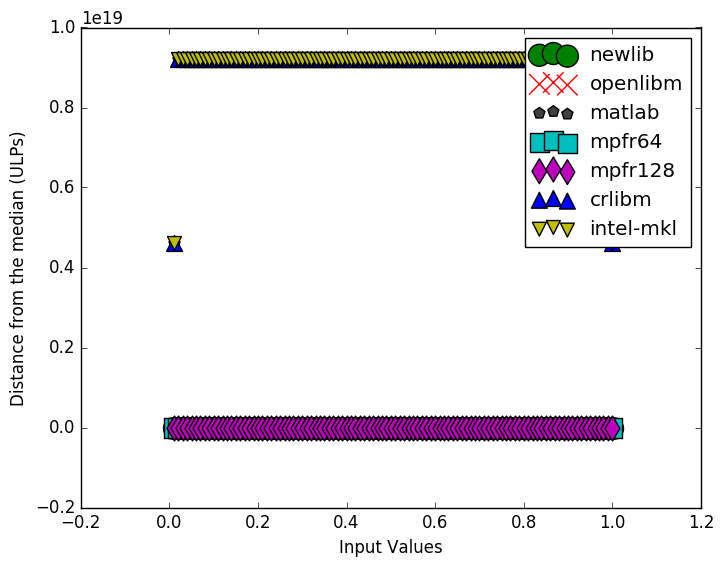 1e19
1.0
0.8
0.6
0.4
0.2
0.0
−0.2
−0.2
0.0
0.2
0.4
0.6
0.8
1.0
1.2
Distance from the median (ULPs)
Input Values
newlib
openlibm
matlab
mpfr64
mpfr128
crlibm
intel-mkl